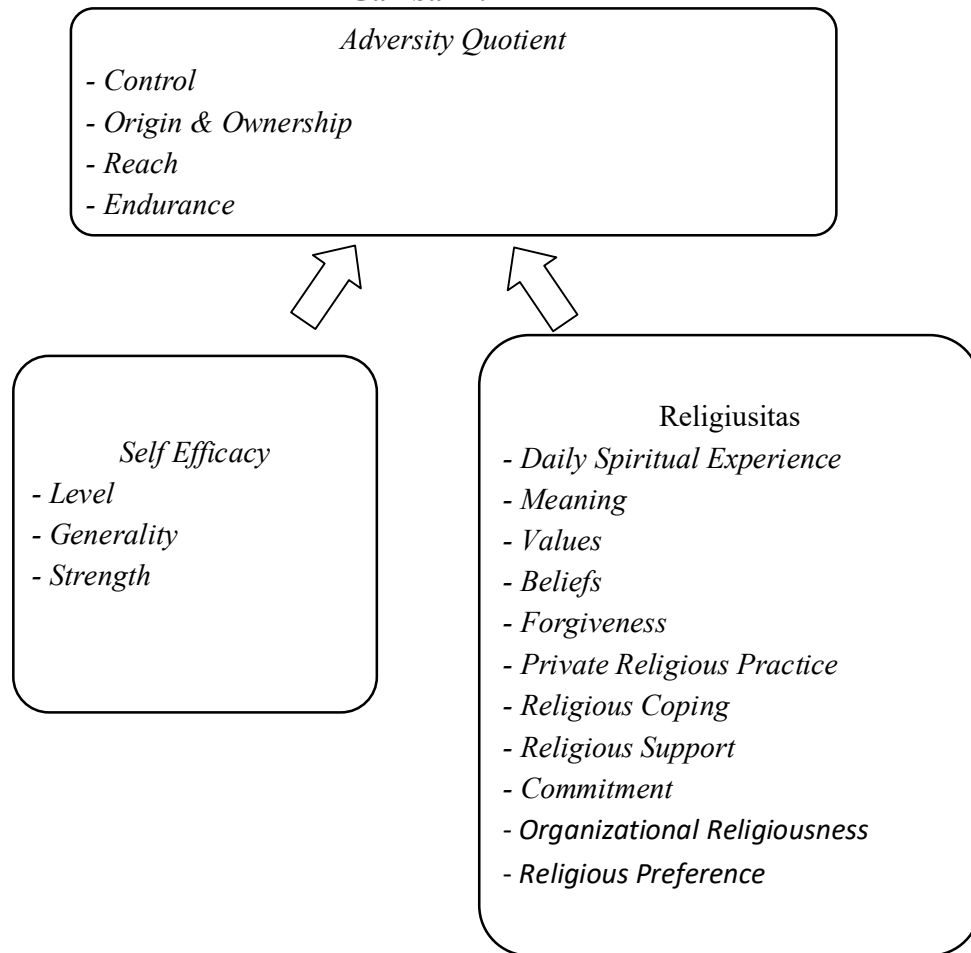 Adversity Quotient
- Control
- Origin & Ownership
- Reach
- Endurance
Self Efficacy
- Level
- Generality
- Strength
Religiusitas
- Daily Spiritual Experience
- Meaning
- Values
- Beliefs
- Forgiveness
- Private Religious Practice
- Religious Coping
- Religious Support
- Commitment
- Organizational Religiousness
- Religious Preference